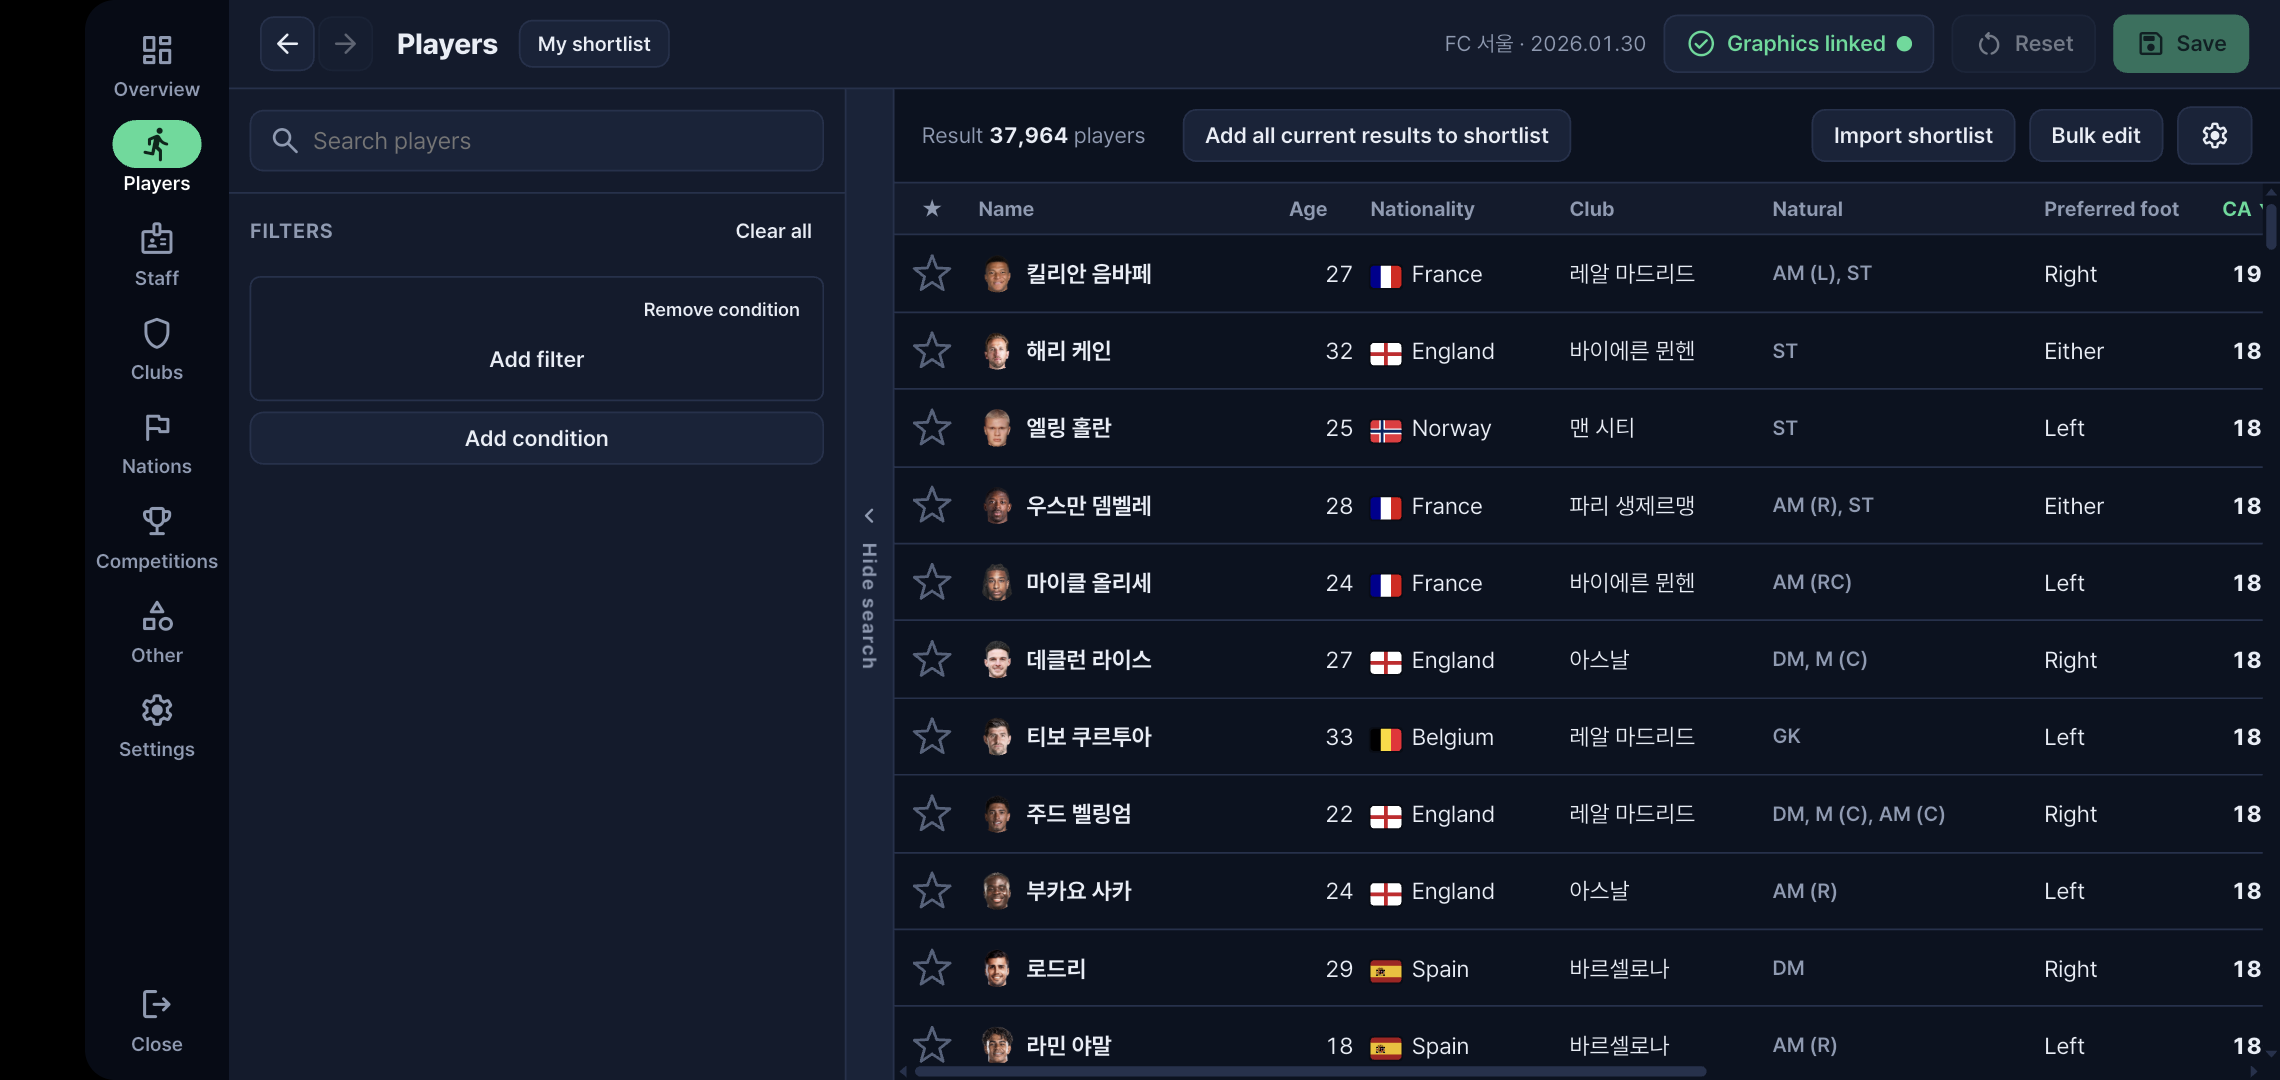 Overview
Players
Staff
Clubs
Nations
Competitions
Other
Settings
Close
Players
My shortlist
FC 서울 · 2026.01.30
Graphics linked
Reset
Save
Search players
FILTERS
Clear all
Remove condition
Add filter
Add condition
Hide search
Result 37,964 players
Add all current results to shortlist
Import shortlist
Bulk edit
★ Name Age Nationality Club Natural Preferred foot CA
킬리안 음바페 27 France 레알 마드리드 AM (L), ST Right 19
해리 케인 32 England 바이에른 뮌헨 ST Either 18
엘링 홀란 25 Norway 맨 시티 ST Left 18
우스만 뎀벨레 28 France 파리 생제르맹 AM (R), ST Either 18
마이클 올리세 24 France 바이에른 뮌헨 AM (RC) Left 18
데클런 라이스 27 England 아스날 DM, M (C) Right 18
티보 쿠르투아 33 Belgium 레알 마드리드 GK Left 18
주드 벨링엄 22 England 레알 마드리드 DM, M (C), AM (C) Right 18
부카요 사카 24 England 아스날 AM (R) Left 18
로드리 29 Spain 바르셀로나 DM Right 18
라민 야말 18 Spain 바르셀로나 AM (R) Left 18